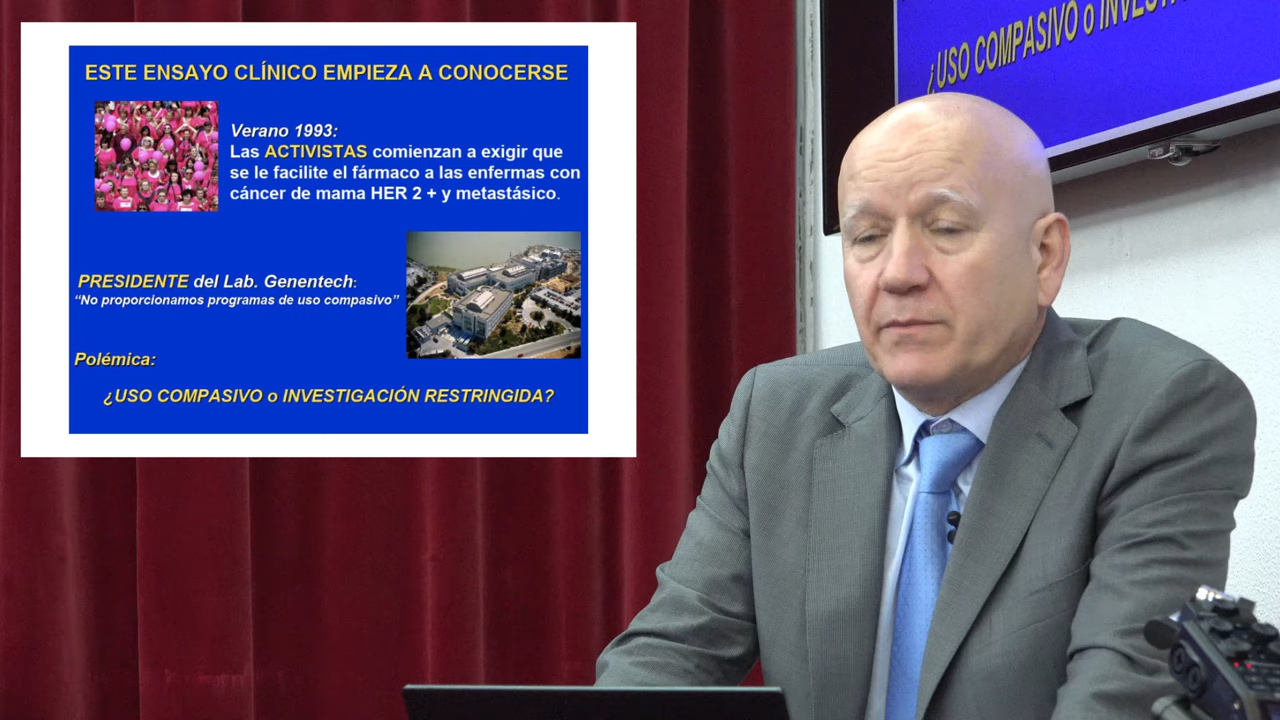 ESTE ENSAYO CLÍNICO EMPIEZA A CONOCERSE
Verano 1993:
Las ACTIVISTAS comienzan a exigir que
se le facilite el fármaco a las enfermas con
cáncer de mama HER 2 + y metastásico.
PRESIDENTE del Lab. Genentech:
“No proporcionamos programas de uso compasivo”
Polémica:
¿USO COMPASIVO o INVESTIGACIÓN RESTRINGIDA?
¿USO COMPASIVO o